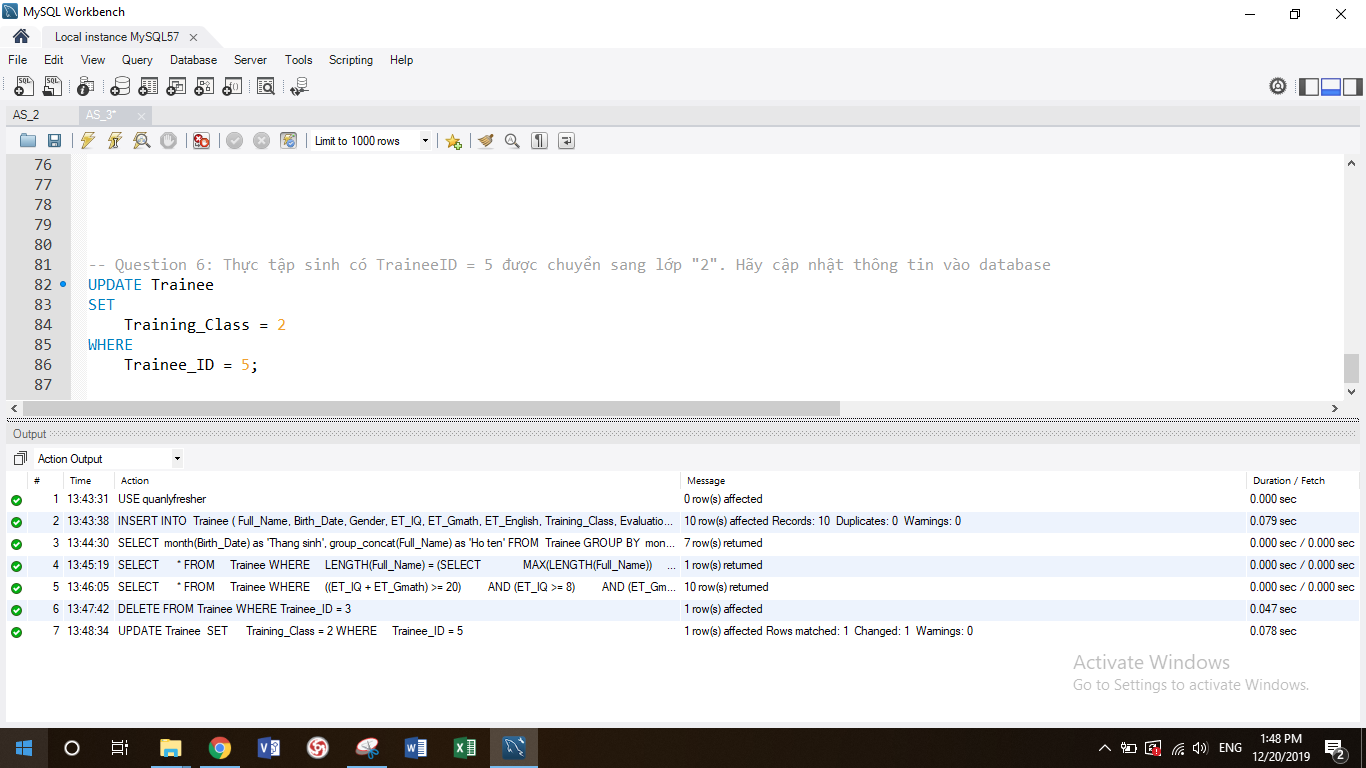 MySQL Workbench
Local instance MySQL57
File Edit View Query Database Server Tools Scripting Help
AS_2 AS_3*
Limit to 1000 rows
76
77
78
79
80
81 -- Question 6: Thực tập sinh có TraineeID = 5 được chuyển sang lớp "2". Hãy cập nhật thông tin vào database
82 UPDATE Trainee
83 SET
84 Training_Class = 2
85 WHERE
86 Trainee_ID = 5;
87
Output
Action Output
# Time Action Message Duration / Fetch
1 13:43:31 USE quanlyfresher 0 row(s) affected 0.000 sec
2 13:43:38 INSERT INTO Trainee ( Full_Name, Birth_Date, Gender, ET_IQ, ET_Gmath, ET_English, Training_Class, Evaluatio... 10 row(s) affected Records: 10 Duplicates: 0 Warnings: 0 0.079 sec
3 13:44:30 SELECT month(Birth_Date) as 'Thang sinh', group_concat(Full_Name) as 'Ho ten' FROM Trainee GROUP BY mon... 7 row(s) returned 0.000 sec / 0.000 sec
4 13:45:19 SELECT * FROM Trainee WHERE LENGTH(Full_Name) = (SELECT MAX(LENGTH(Full_Name)) ... 1 row(s) returned 0.000 sec / 0.000 sec
5 13:46:05 SELECT * FROM Trainee WHERE ((ET_IQ + ET_Gmath) >= 20) AND (ET_IQ >= 8) AND (ET_Gm... 10 row(s) returned 0.000 sec / 0.000 sec
6 13:47:42 DELETE FROM Trainee WHERE Trainee_ID = 3 1 row(s) affected 0.047 sec
7 13:48:34 UPDATE Trainee SET Training_Class = 2 WHERE Trainee_ID = 5 1 row(s) affected Rows matched: 1 Changed: 1 Warnings: 0 0.078 sec
Activate Windows
Go to Settings to activate Windows.
ENG
1:48 PM
12/20/2019
2